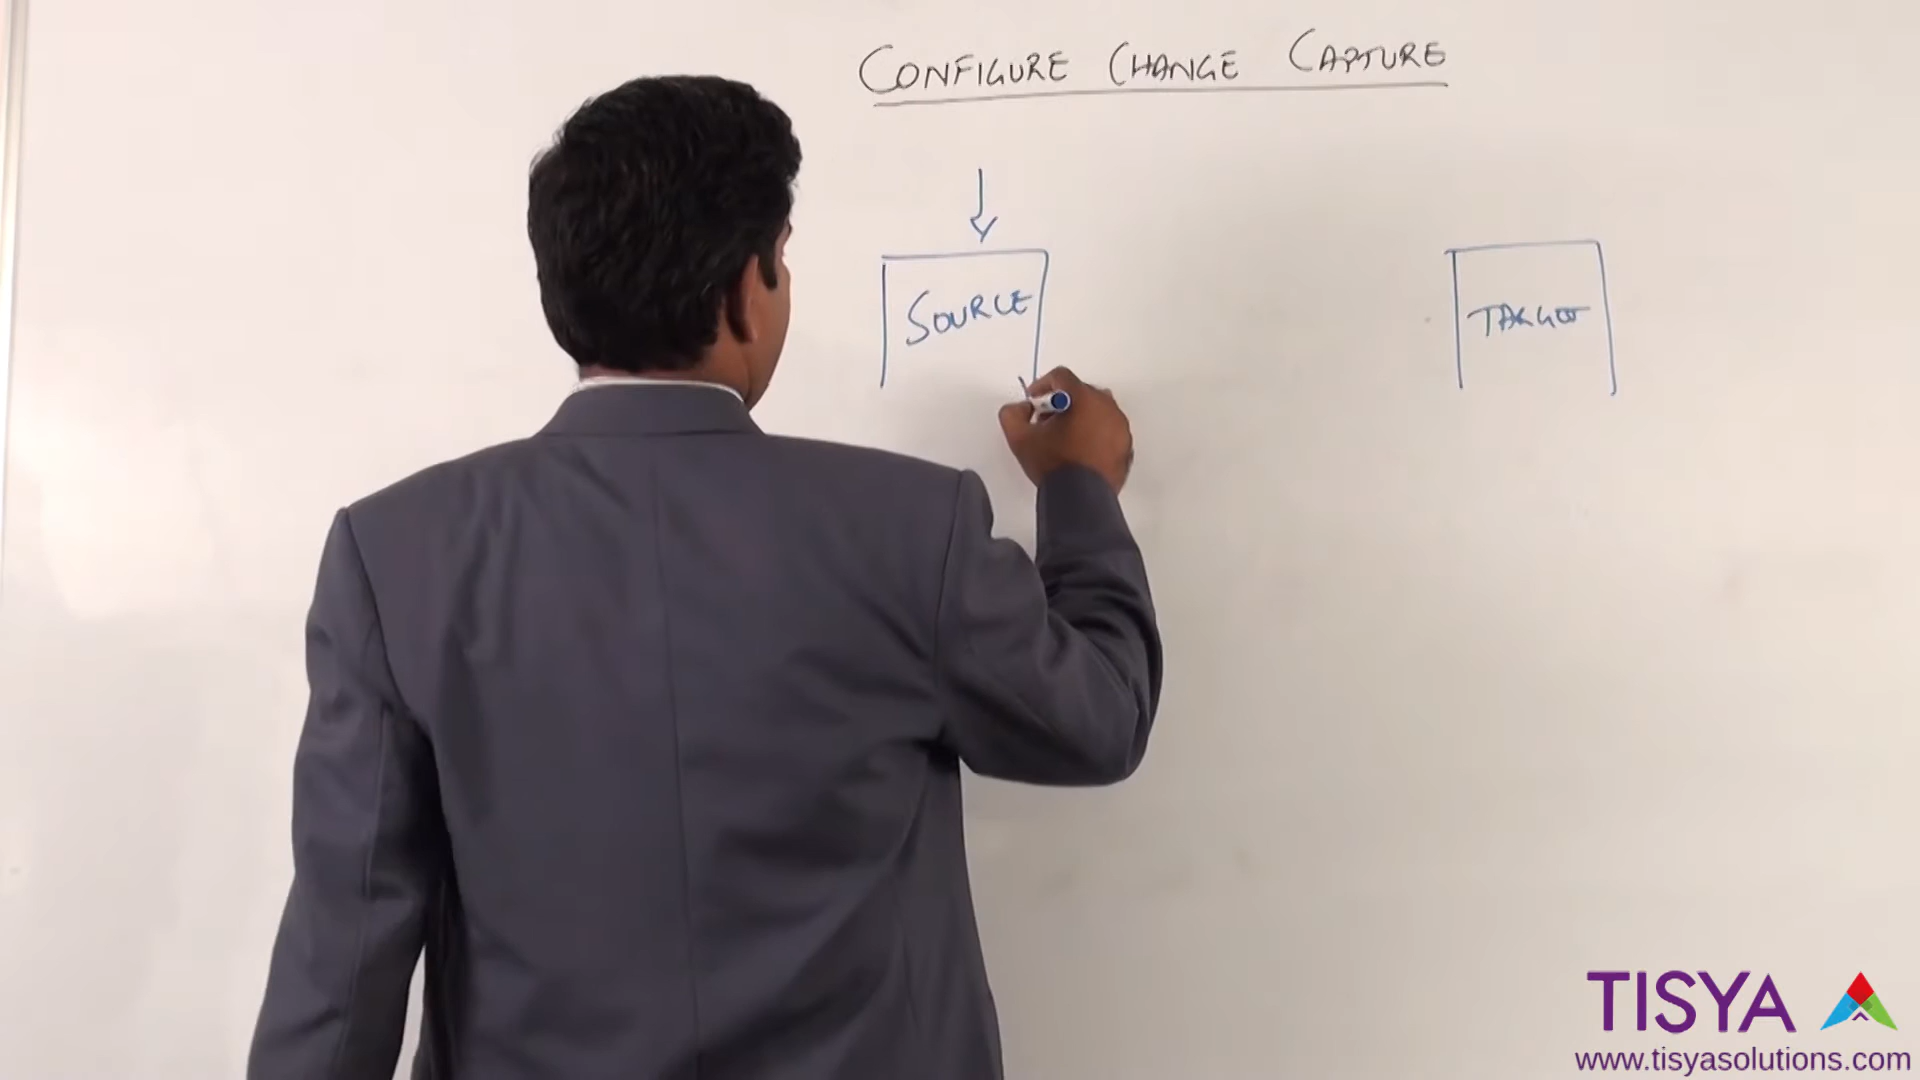 CONFIGURE CHANGE CAPTURE
SOURCE
TARGET
TISYA
www.tisyasolutions.com